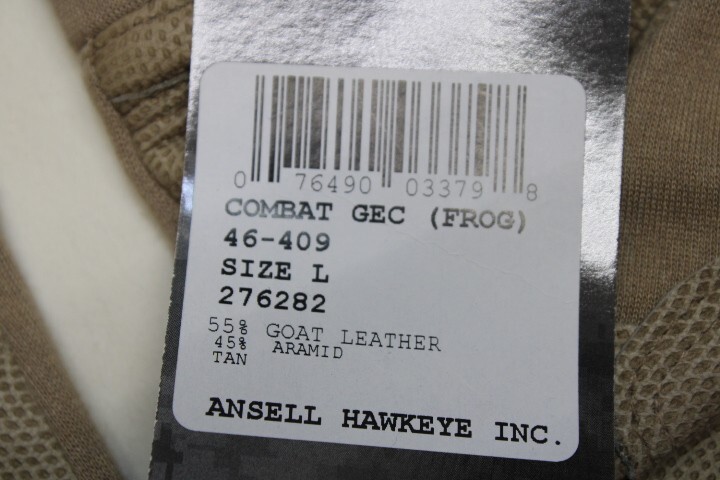 0 76490 03379 8
COMBAT GEC (FROG)
46-409
SIZE L
276282
55% GOAT LEATHER
45% ARAMID
TAN
ANSELL HAWKEYE INC.